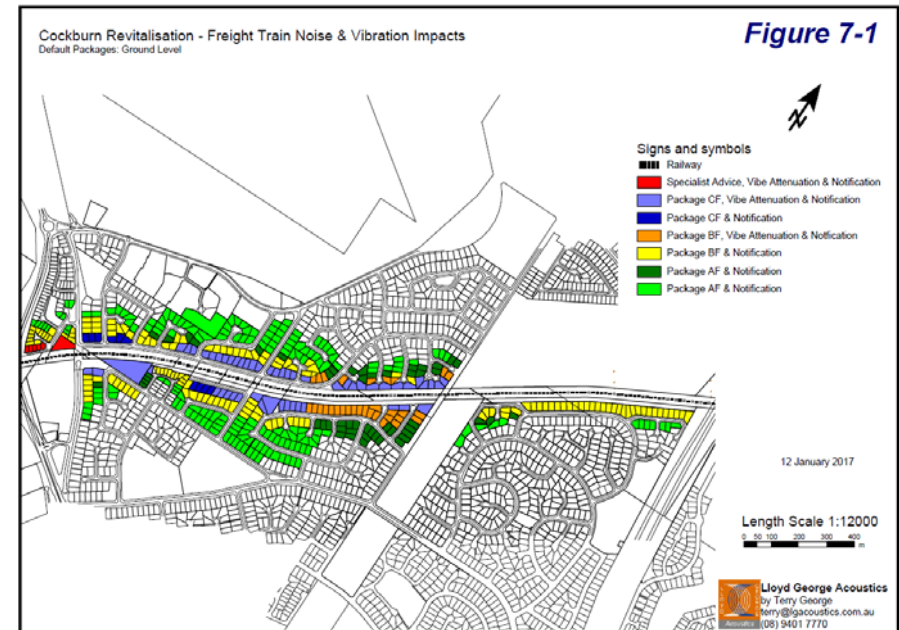 Cockburn Revitalisation - Freight Train Noise & Vibration Impacts
Default Packages: Ground Level
Figure 7-1
N
Signs and symbols
Railway
Specialist Advice, Vibe Attenuation & Notification
Package CF, Vibe Attenuation & Notification
Package CF & Notification
Package BF, Vibe Attenuation & Notfication
Package BF & Notification
Package AF & Notification
Package AF & Notification
12 January 2017
Length Scale 1:12000
0 50 100 200 300 400
m
Lloyd George Acoustics
by Terry George
terry@lgacoustics.com.au
(08) 9401 7770